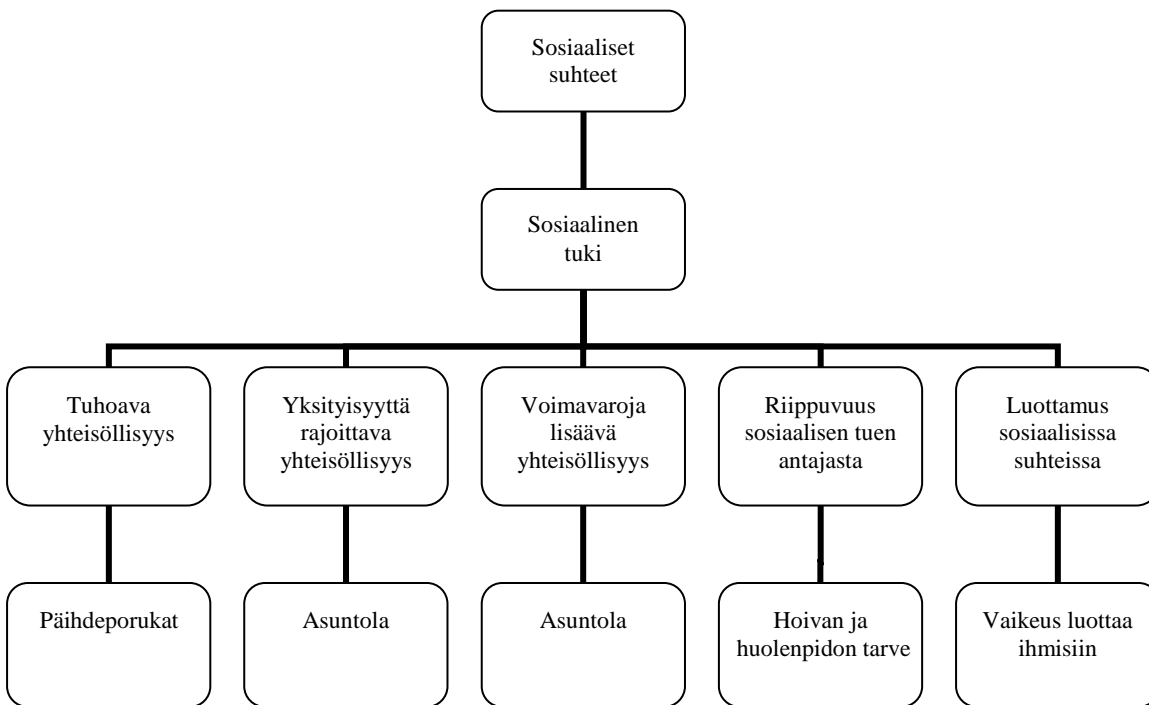 Sosiaaliset
suhteet
Sosiaalinen
tuki
Tuhoava
yhteisöllisyys
Yksityisyyttä
rajoittava
yhteisöllisyys
Voimavaroja
lisäävä
yhteisöllisyys
Riippuvuus
sosiaalisen tuen
antajasta
Luottamus
sosiaalisissa
suhteissa
Päihdeporukat
Asuntola
Asuntola
Hoivan ja
huolenpidon tarve
Vaikeus luottaa
ihmisiin